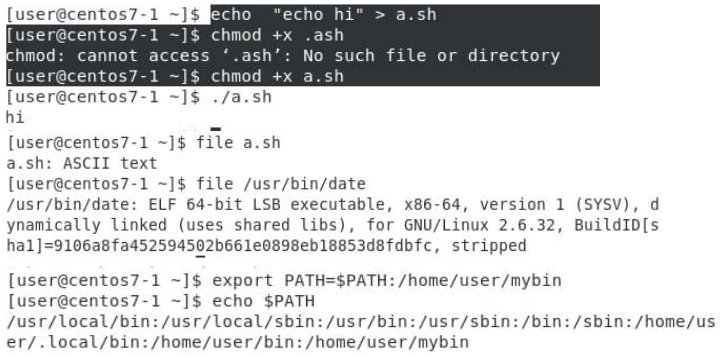 [user@centos7-1 ~]$ echo  "echo hi" > a.sh
[user@centos7-1 ~]$ chmod +x .ash
chmod: cannot access ‘.ash’: No such file or directory
[user@centos7-1 ~]$ chmod +x a.sh
[user@centos7-1 ~]$ ./a.sh
hi
[user@centos7-1 ~]$ file a.sh
a.sh: ASCII text
[user@centos7-1 ~]$ file /usr/bin/date
/usr/bin/date: ELF 64-bit LSB executable, x86-64, version 1 (SYSV), d
ynamically linked (uses shared libs), for GNU/Linux 2.6.32, BuildID[s
ha1]=9106a8fa452594502b661e0898eb18853d8fdbfc, stripped
[user@centos7-1 ~]$ export PATH=$PATH:/home/user/mybin
[user@centos7-1 ~]$ echo $PATH
/usr/local/bin:/usr/local/sbin:/usr/bin:/usr/sbin:/bin:/sbin:/home/us
er/.local/bin:/home/user/bin:/home/user/mybin